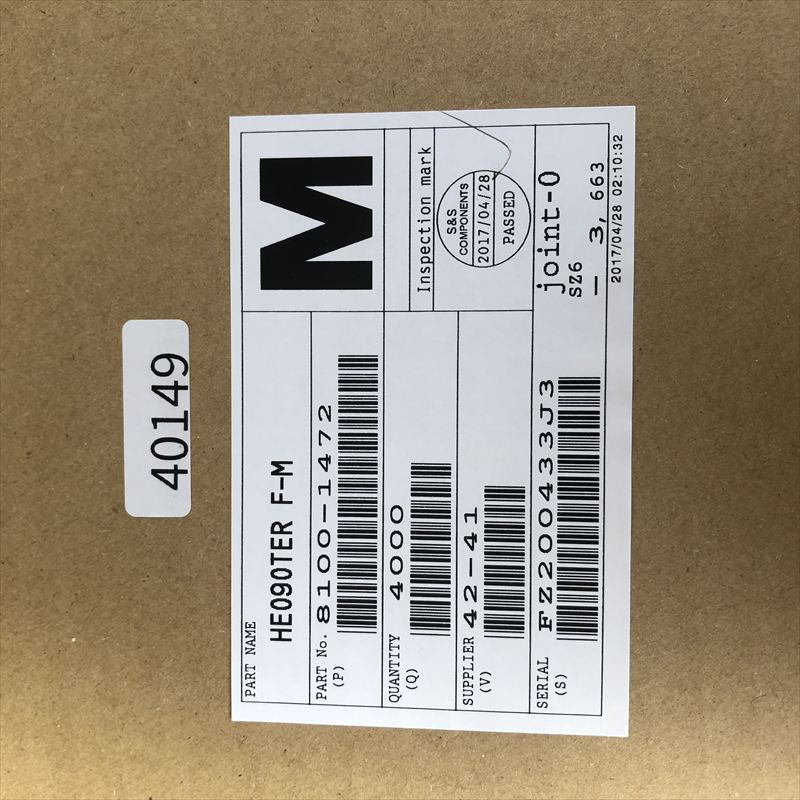 40149
PART NAME
HE090TER F-M
M
PART No. 8100-1472
(P)
QUANTITY 4000
(Q)
Inspection mark
SUPPLIER 42-41
(V)
S&S
COMPONENTS
2017/04/28
PASSED
SERIAL FZ200433J3
(S)
joint-0
SZ6
- 3, 663
2017/04/28 02:10:32